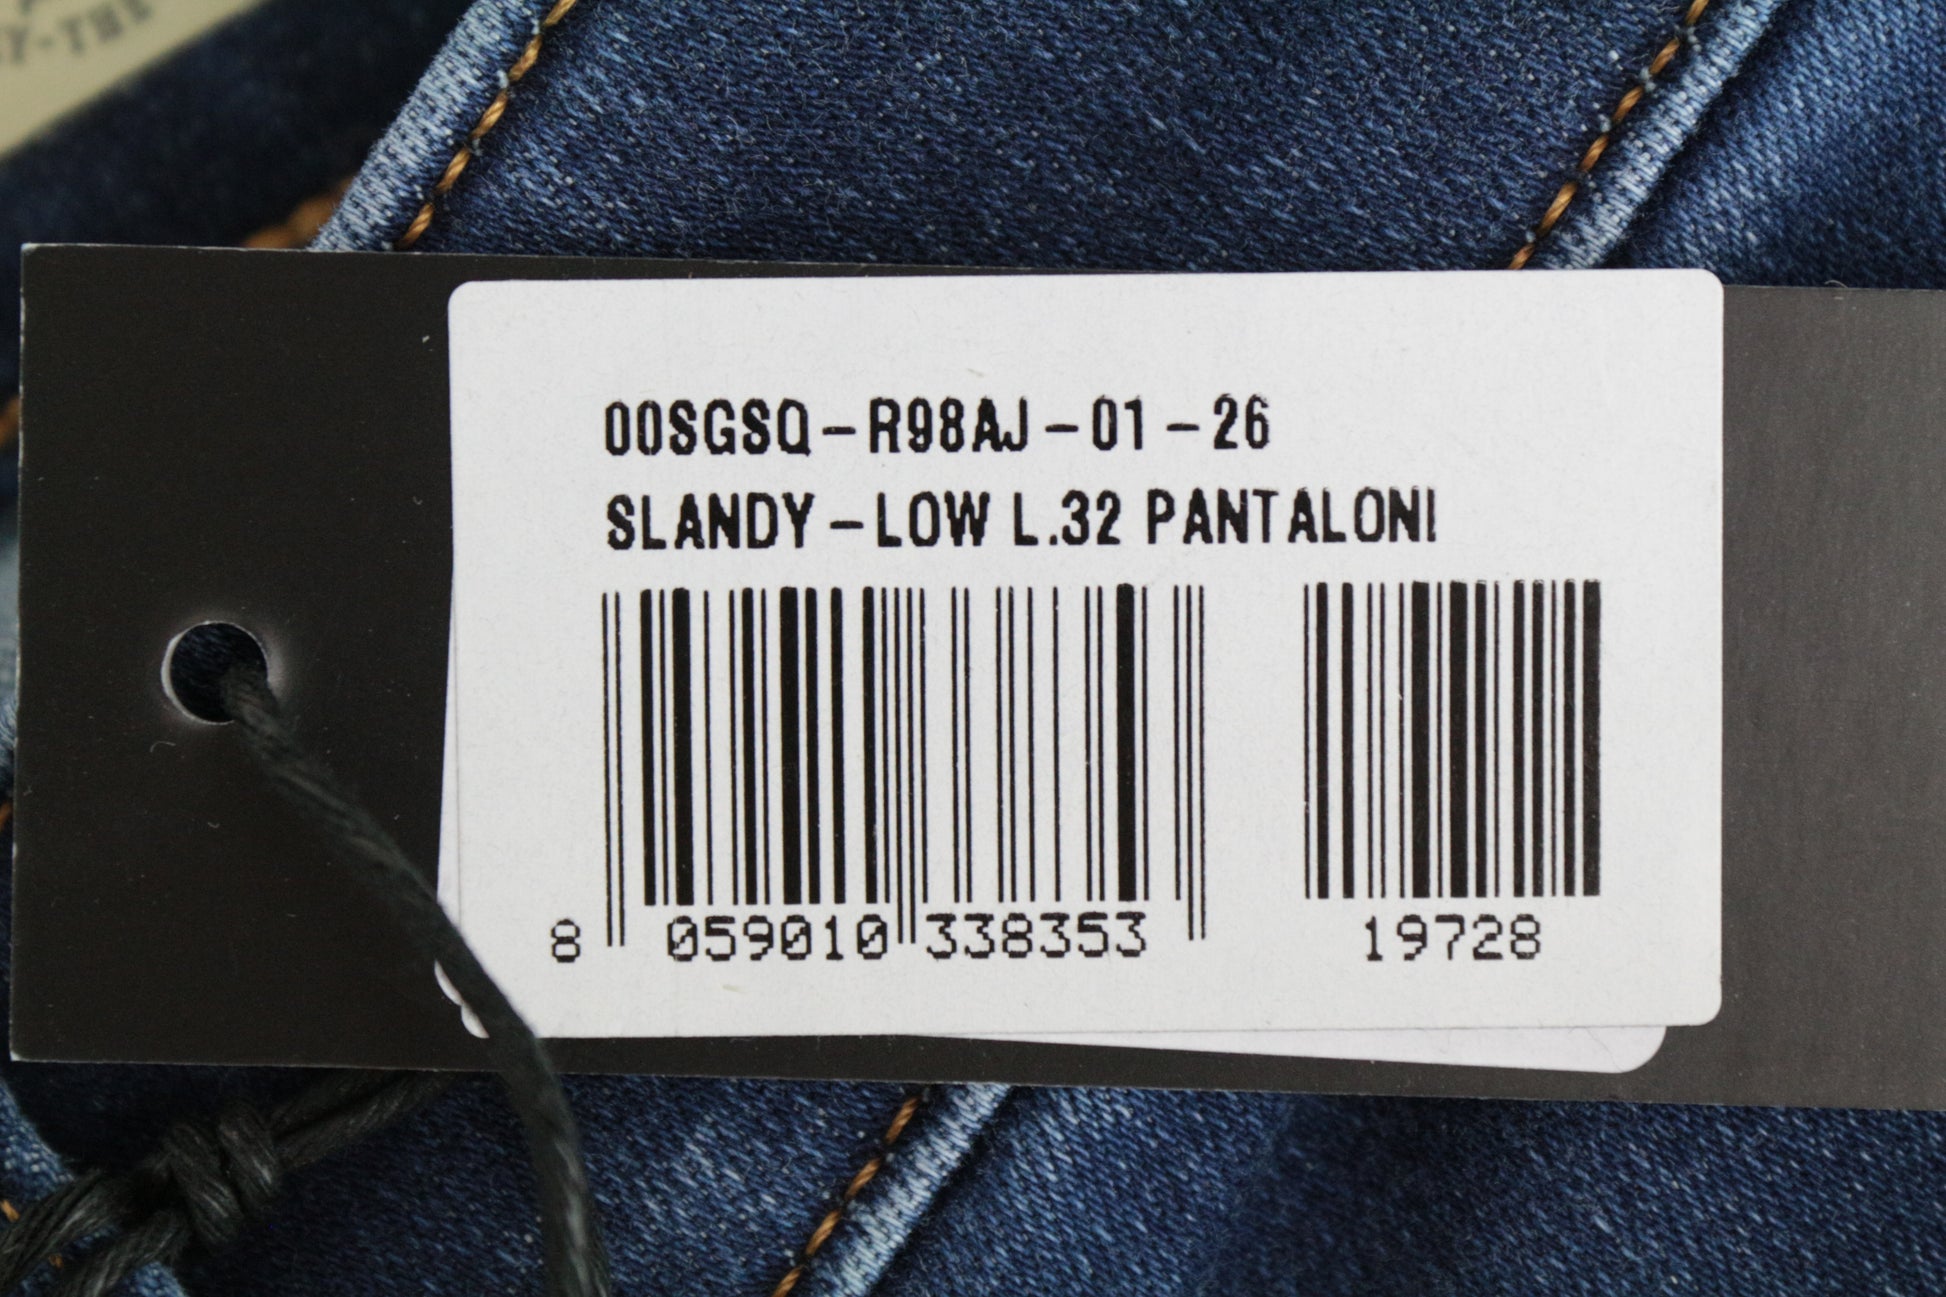 00SGSQ-R98AJ-01-26
SLANDY-LOW L.32 PANTALONI
8 059010 338353 19728